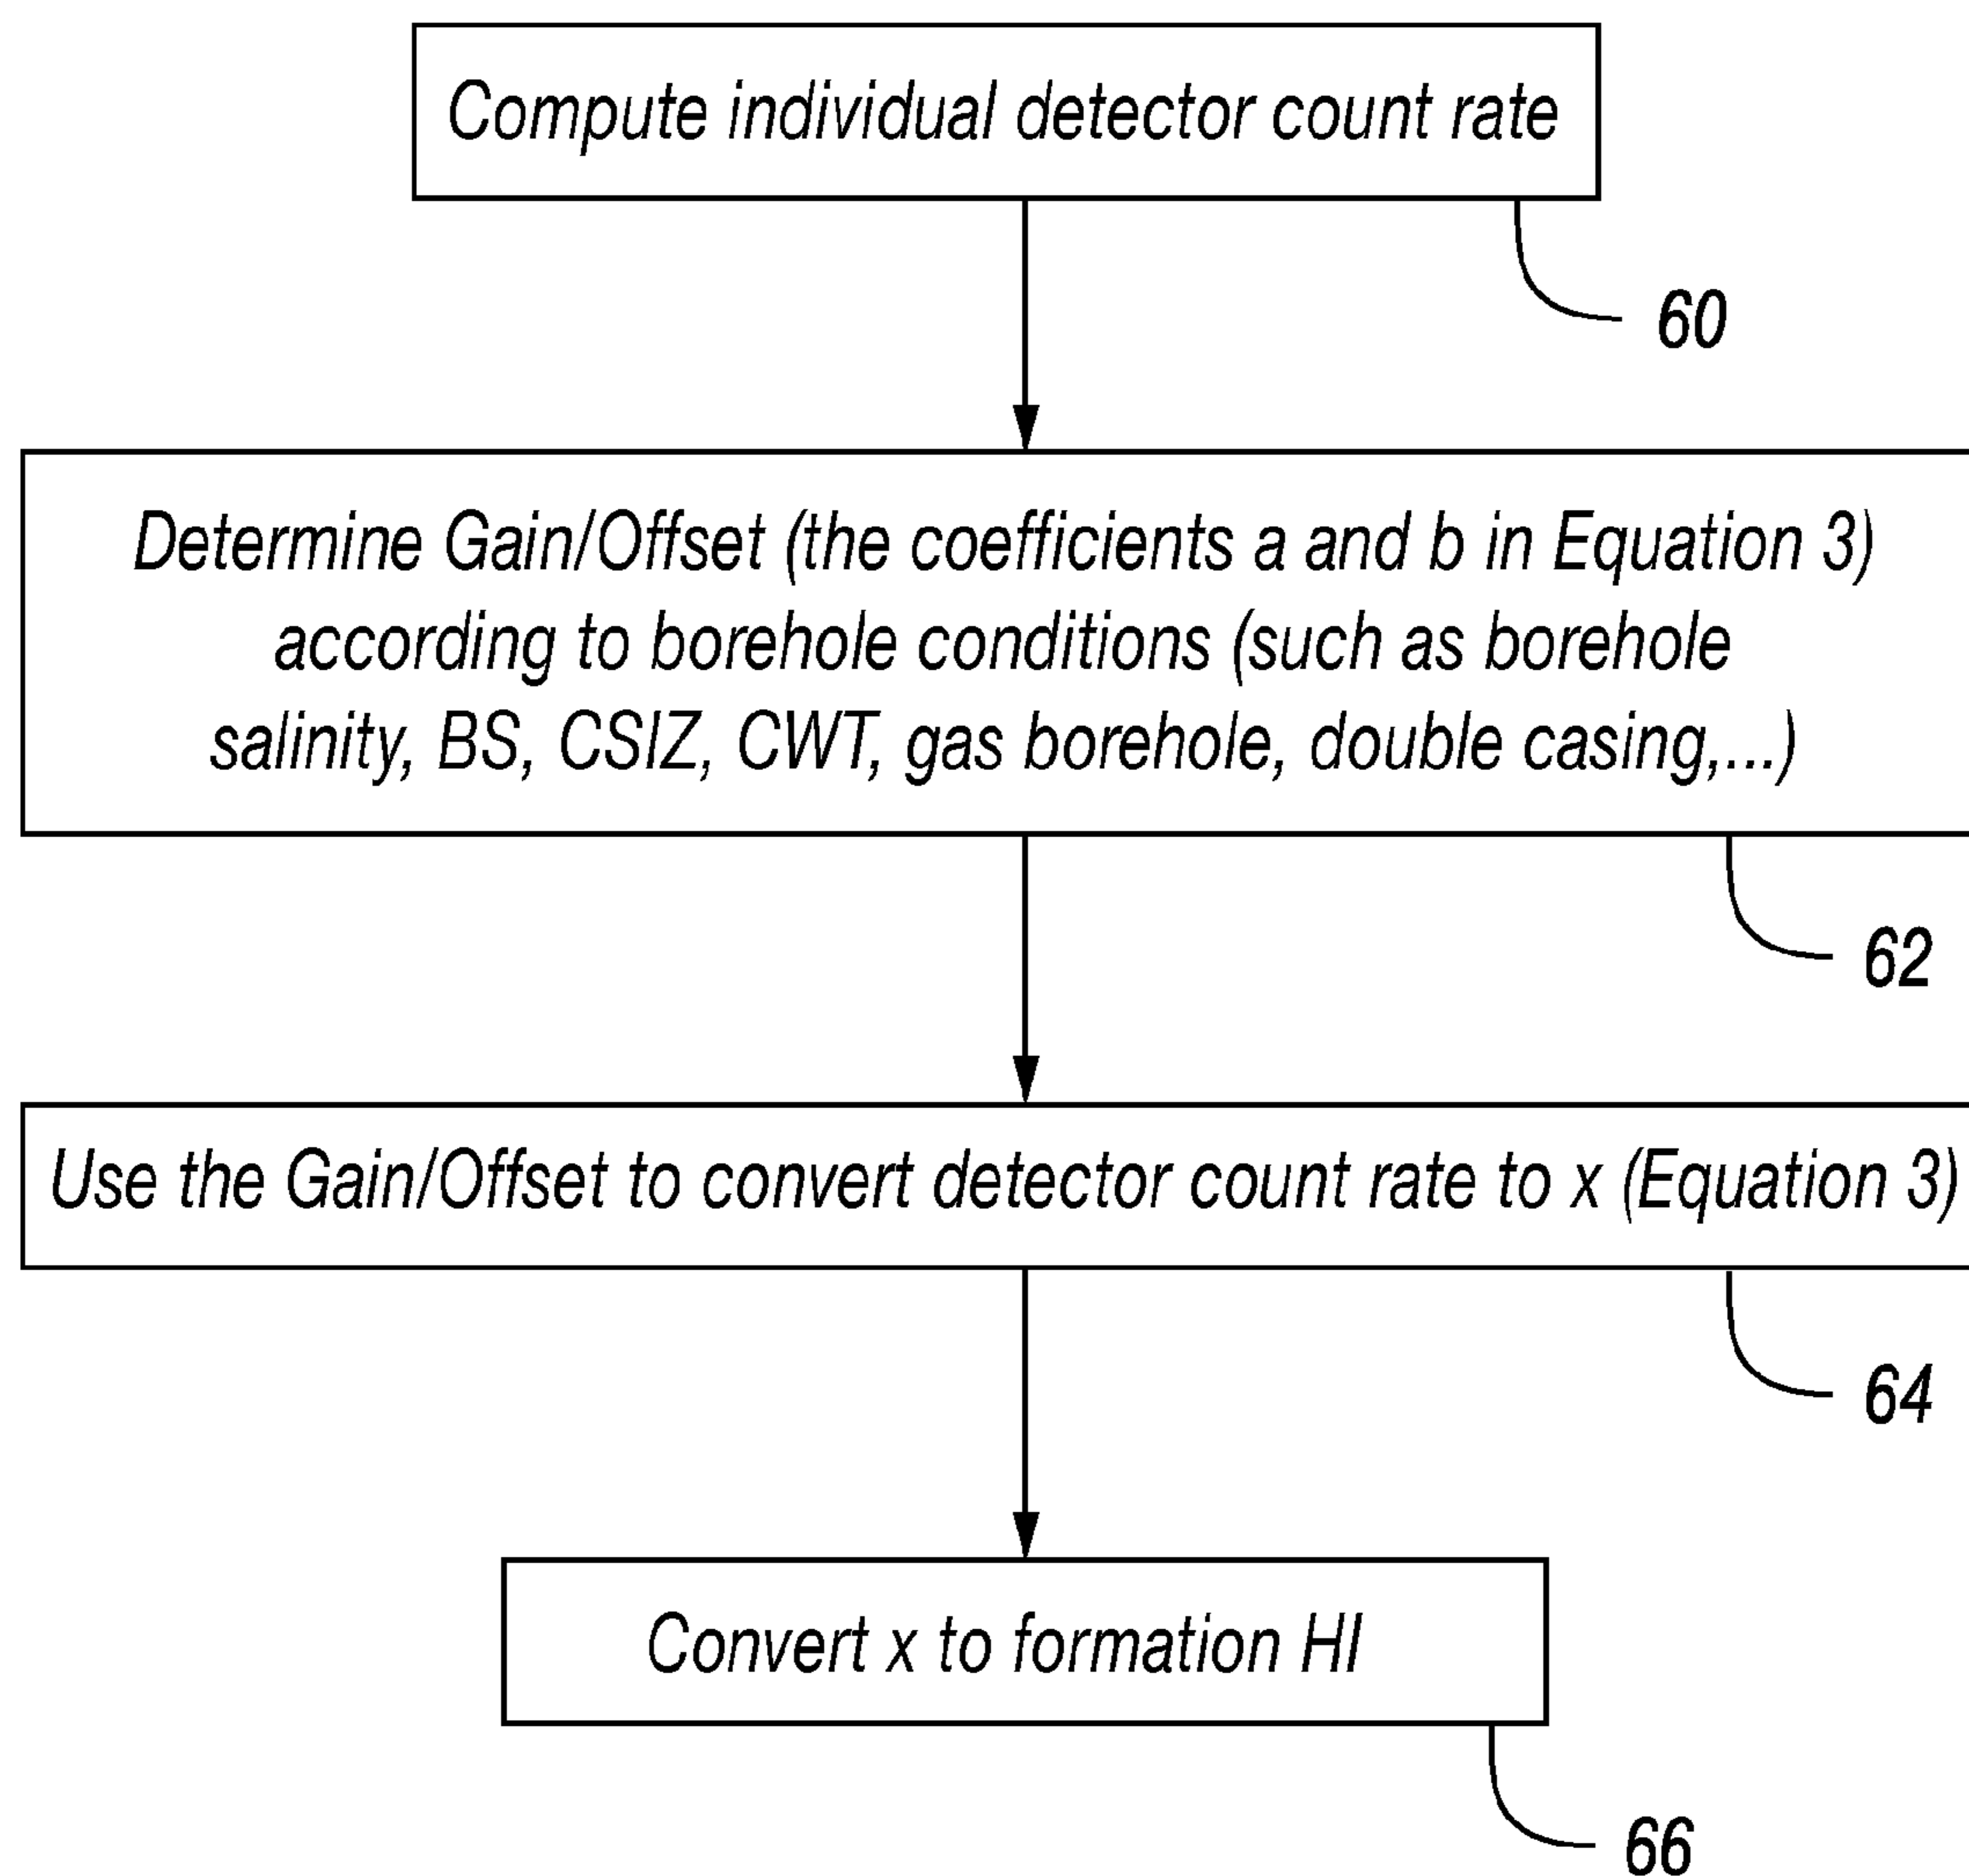 Compute individual detector count rate
60
Determine Gain/Offset (the coefficients a and b in Equation 3)
according to borehole conditions (such as borehole
salinity, BS, CSIZ, CWT, gas borehole, double casing,...)
62
Use the Gain/Offset to convert detector count rate to x (Equation 3)
64
Convert x to formation HI
66